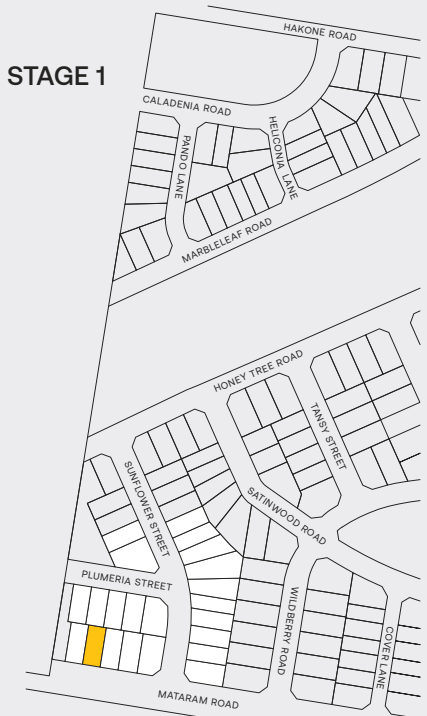 HAKONE ROAD
STAGE 1
CALADENIA ROAD
PANDO LANE
HELICONIA LANE
MARBLELEAF ROAD
HONEY TREE ROAD
TANSY STREET
SUNFLOWER STREET
SATINWOOD ROAD
PLUMERIA STREET
WILDBERRY ROAD
COVER LANE
MATARAM ROAD